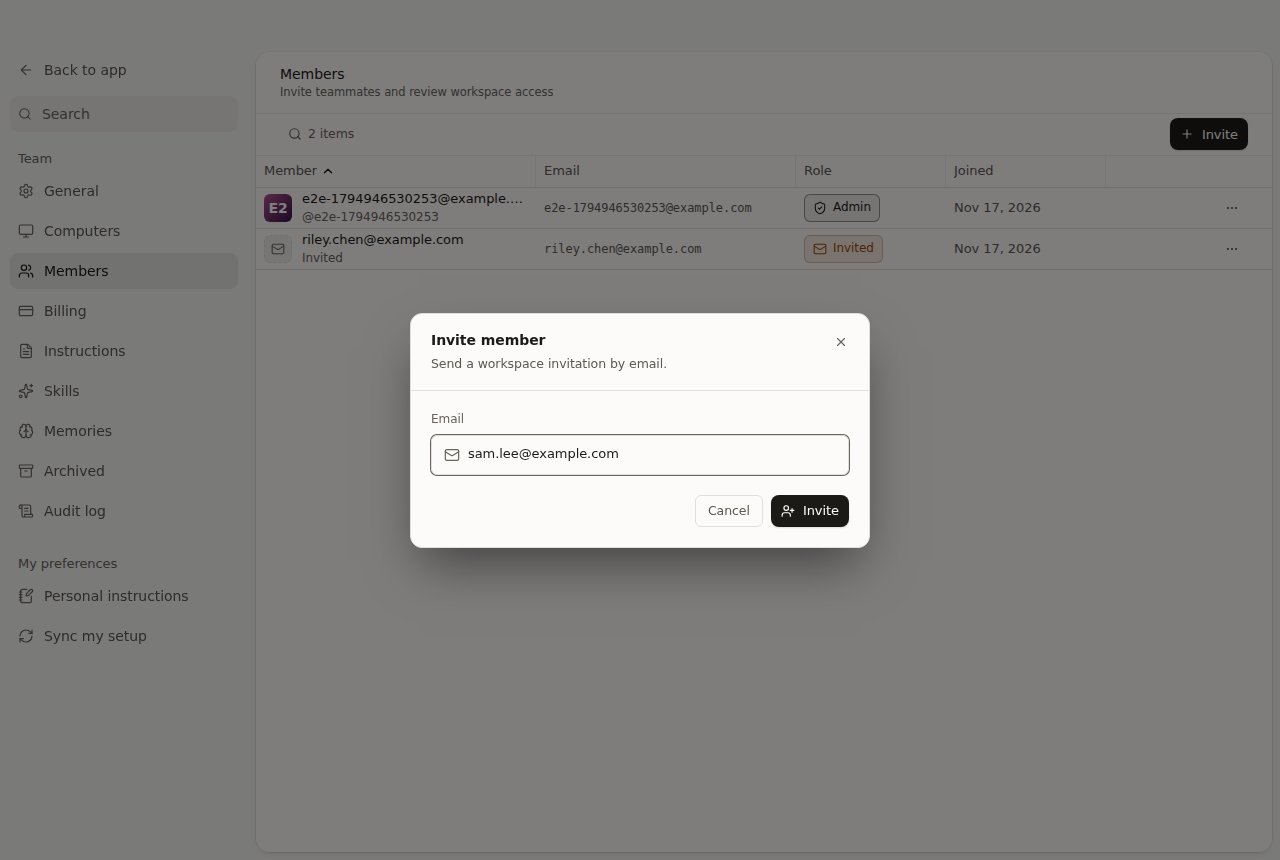 Back to app
Search
Team
General
Computers
Members
Billing
Instructions
Skills
Memories
Archived
Audit log
My preferences
Personal instructions
Sync my setup
Members
Invite teammates and review workspace access
2 items
Invite
Member Email Role Joined
E2 e2e-1794946530253@example.... e2e-1794946530253@example.com Admin Nov 17, 2026
@e2e-1794946530253
riley.chen@example.com riley.chen@example.com Invited Nov 17, 2026
Invited
Invite member
Send a workspace invitation by email.
Email
sam.lee@example.com
Cancel Invite